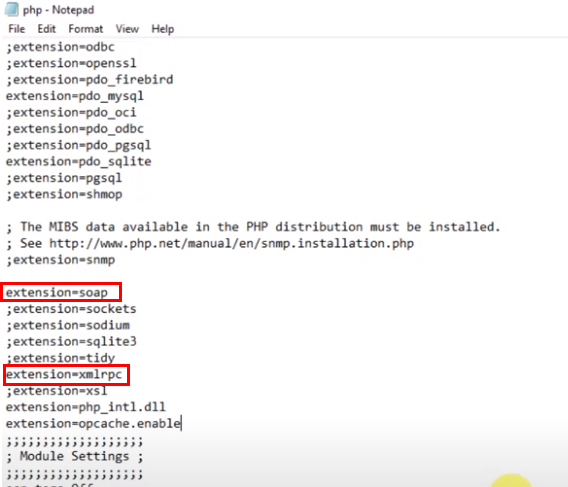 php - Notepad
File Edit Format View Help
;extension=odbc
;extension=openssl
;extension=pdo_firebird
extension=pdo_mysql
;extension=pdo_oci
;extension=pdo_odbc
;extension=pdo_pgsql
extension=pdo_sqlite
;extension=pgsql
;extension=shmop
; The MIBS data available in the PHP distribution must be installed.
; See http://www.php.net/manual/en/snmp.installation.php
;extension=snmp
extension=soap
;extension=sockets
;extension=sodium
;extension=sqlite3
;extension=tidy
extension=xmlrpc
;extension=xsl
extension=php_intl.dll
extension=opcache.enable
;;;;;;;;;;;;;;;;;;;
; Module Settings ;
;;;;;;;;;;;;;;;;;;;